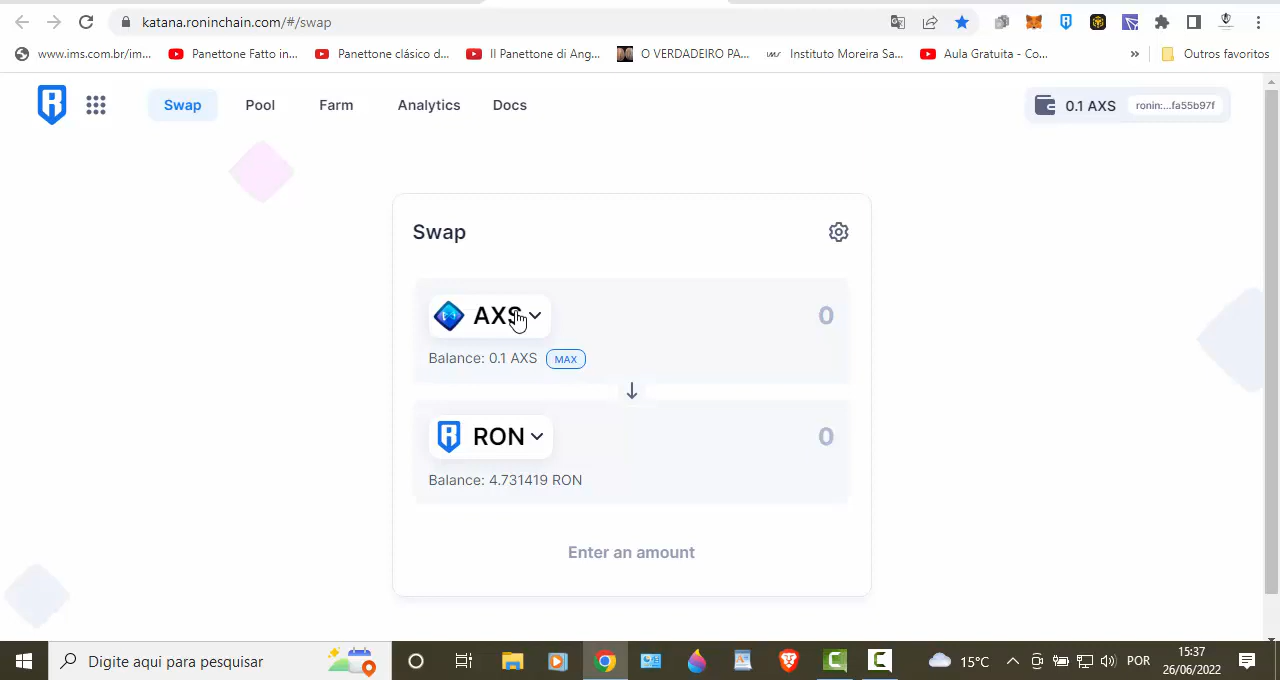 katana.roninchain.com/#/swap
www.ims.com.br/im... Panettone Fatto in... Panettone clásico d... Il Panettone di Ang... O VERDADEIRO PA... Instituto Moreira Sa... Aula Gratuita - Co... » Outros favoritos
Swap Pool Farm Analytics Docs 0.1 AXS ronin:...fa55b97f
Swap
AXS 0
Balance: 0.1 AXS MAX
RON 0
Balance: 4.731419 RON
Enter an amount
Digite aqui para pesquisar 15°C POR 15:37
26/06/2022